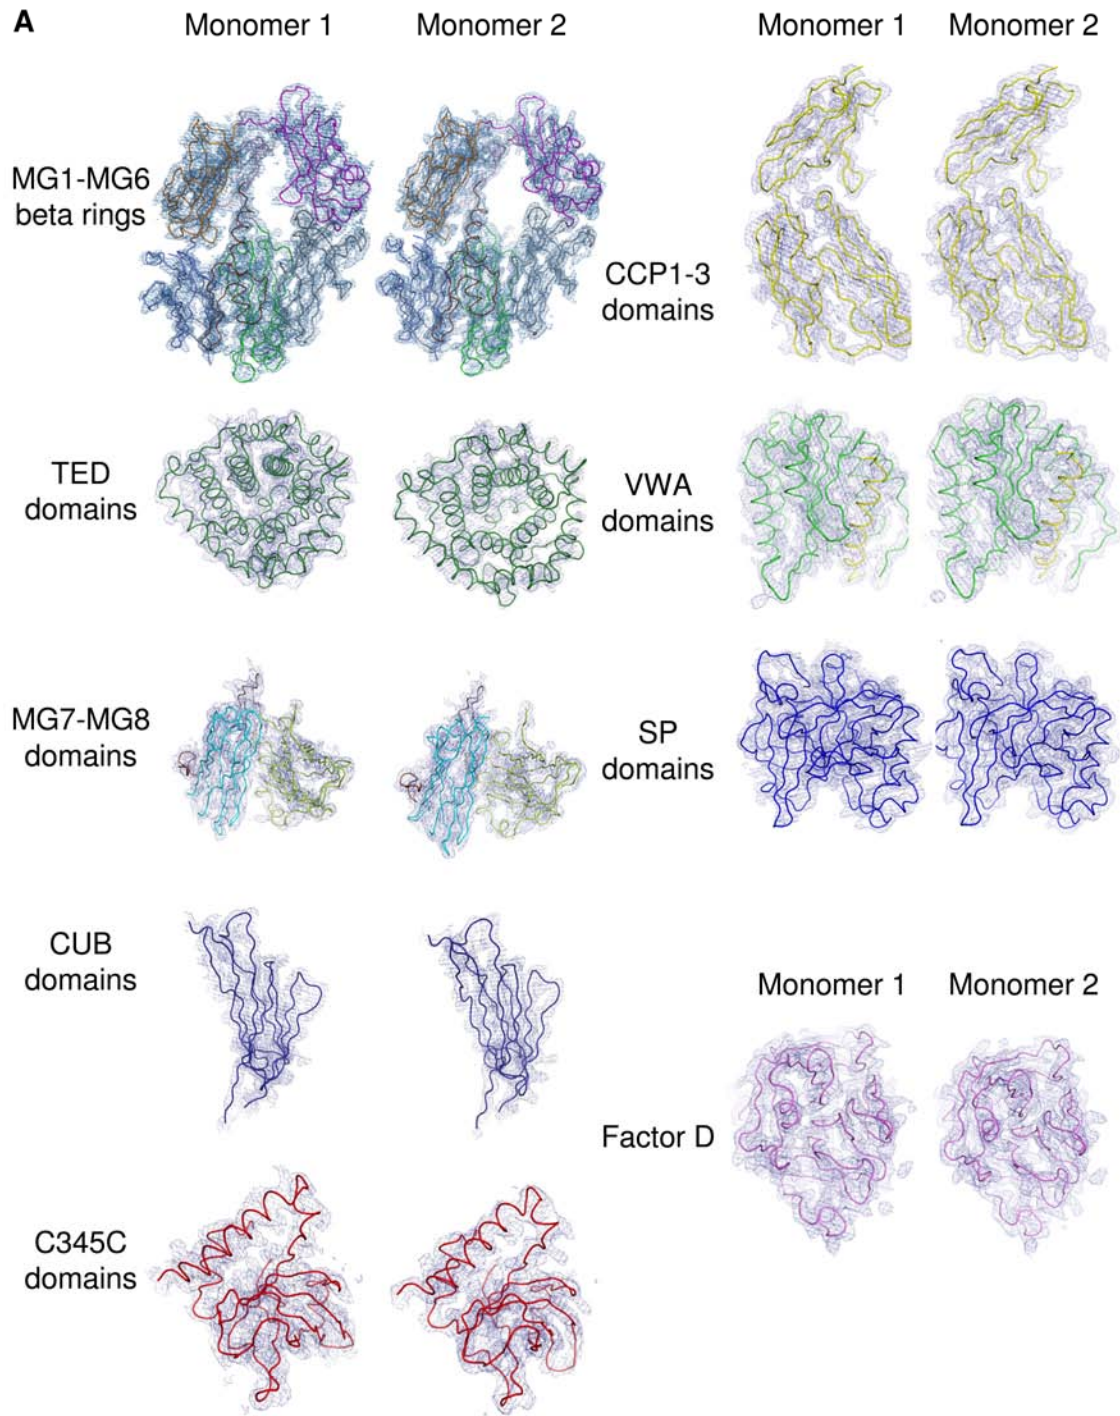 A
Monomer 1
Monomer 2
MG1-MG6
beta rings
TED
domains
MG7-MG8
domains
CUB
domains
C345C
domains
Monomer 1
Monomer 2
CCP1-3
domains
VWA
domains
SP
domains
Monomer 1
Monomer 2
Factor D